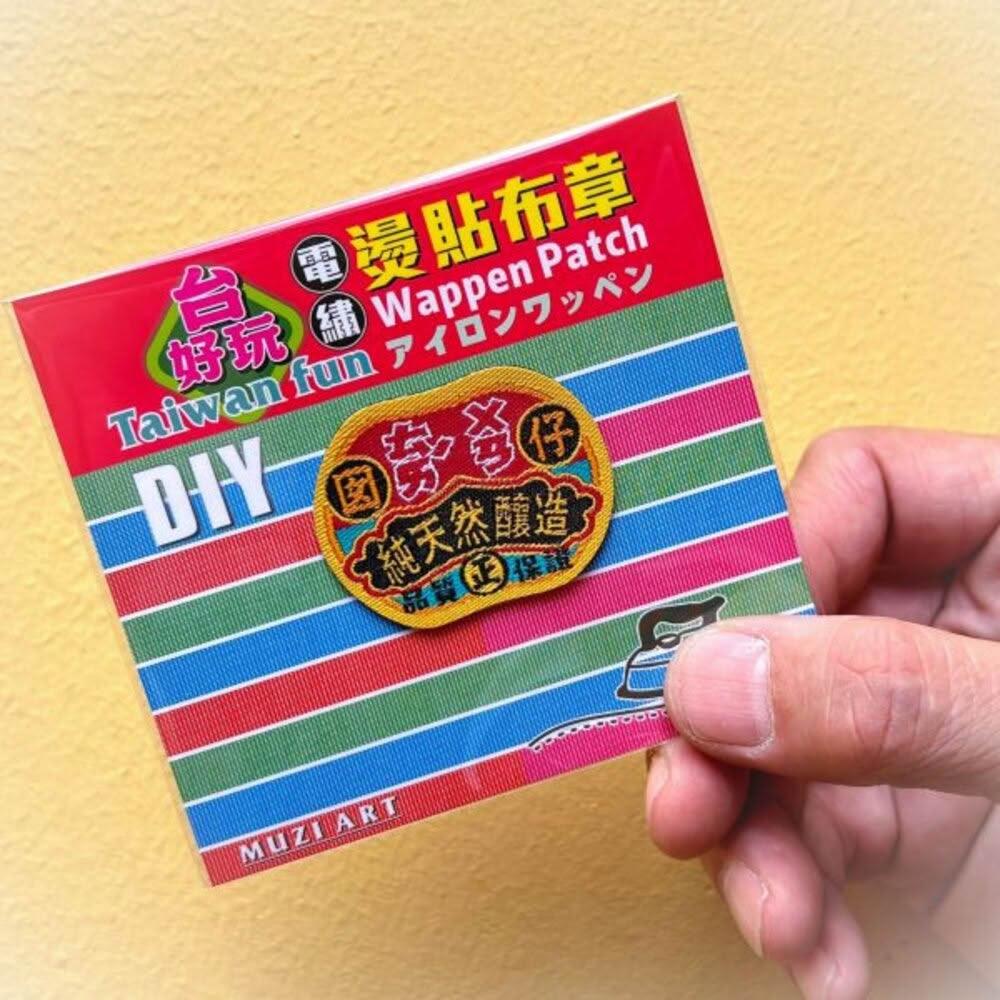 電繡
燙貼布章
Wappen Patch
アイロンワッペン
台
好玩
Taiwan fun
DIY
仔
純天然釀造
品質正保證
MUZI ART